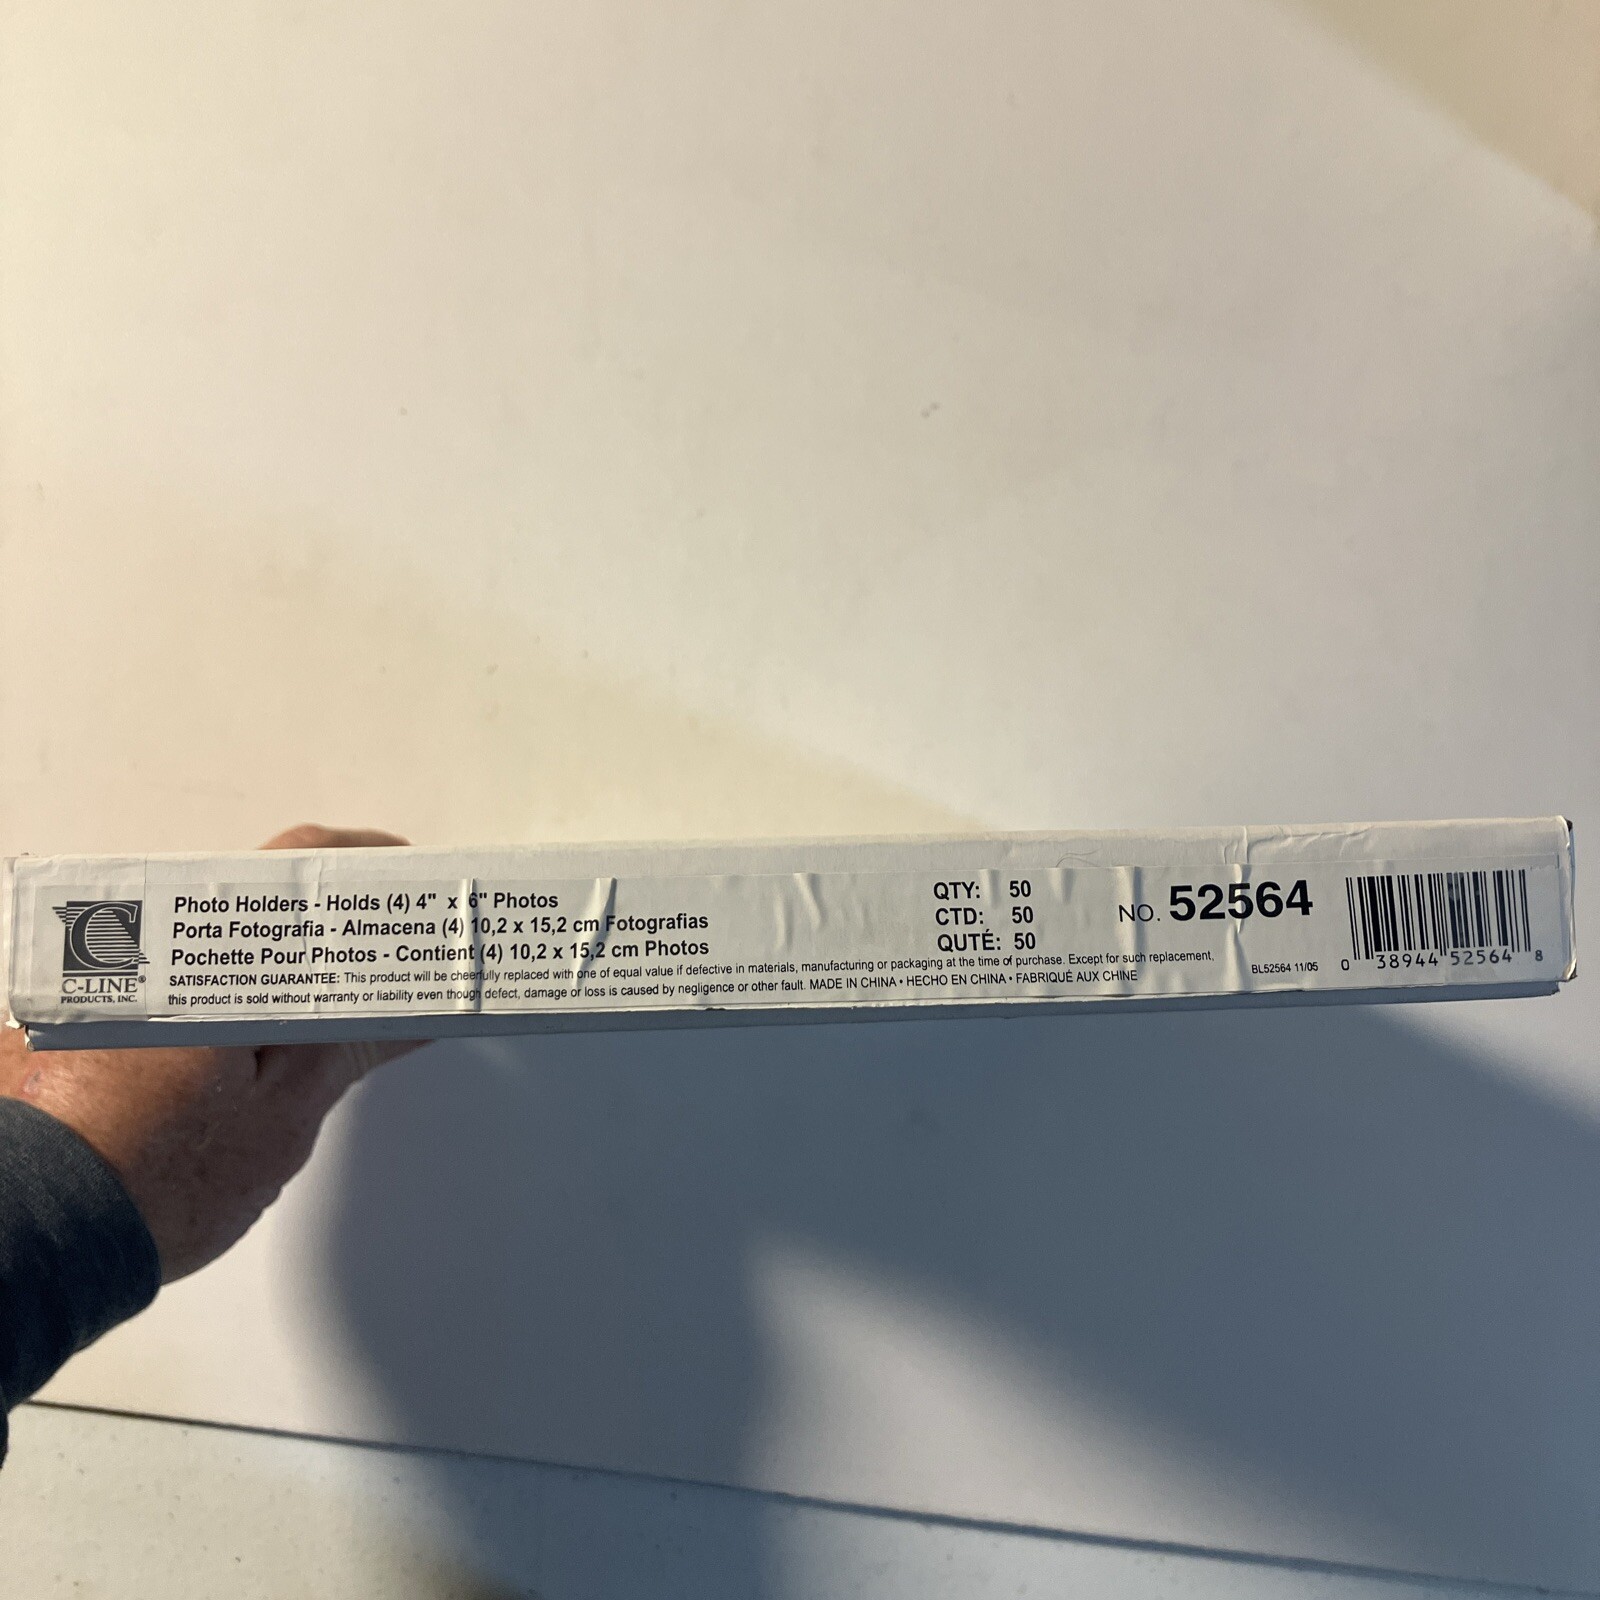 C-LINE®
PRODUCTS, INC.
Photo Holders - Holds (4) 4" x 6" Photos
Porta Fotografia - Almacena (4) 10,2 x 15,2 cm Fotografias
Pochette Pour Photos - Contient (4) 10,2 x 15,2 cm Photos
SATISFACTION GUARANTEE: This product will be cheerfully replaced with one of equal value if defective in materials, manufacturing or packaging at the time of purchase. Except for such replacement,
this product is sold without warranty or liability even though defect, damage or loss is caused by negligence or other fault. MADE IN CHINA • HECHO EN CHINA • FABRIQUÉ AUX CHINE
QTY: 50
CTD: 50
QUTÉ: 50
NO. 52564
BL52564 11/05
0 38944 52564 8